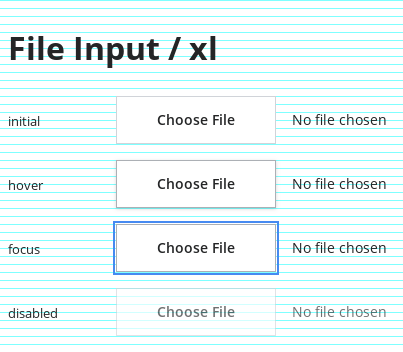 File Input / xl
initial Choose File No file chosen
hover Choose File No file chosen
focus Choose File No file chosen
disabled Choose File No file chosen